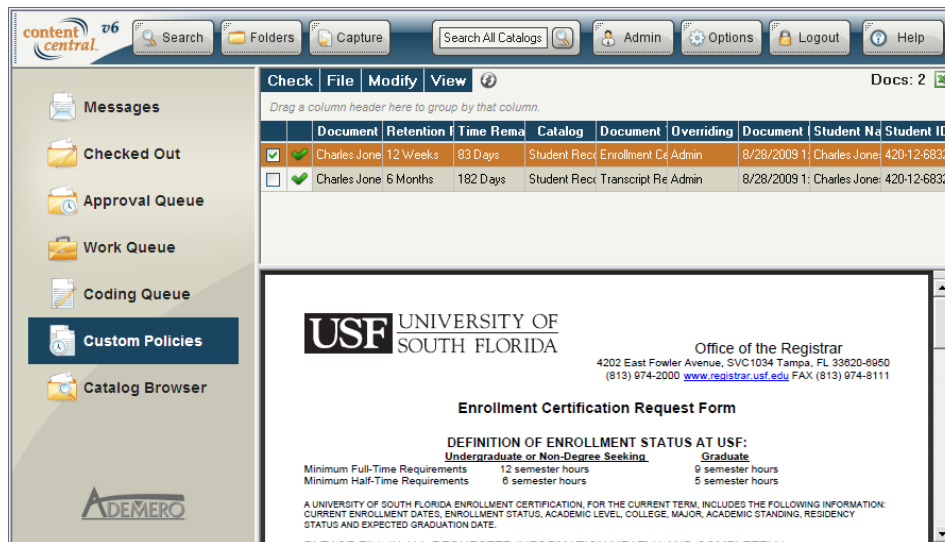 content central v6 Search Folders Capture Search All Catalogs Admin Options Logout Help
Check File Modify View Docs: 2
Drag a column header here to group by that column.
Document Retention Time Rema Catalog Document Overriding Document Student Na Student ID
Charles Jone 12 Weeks 83 Days Student Reco Enrollment Ce Admin 8/28/2009 1: Charles Jone 420-12-6832
Charles Jone 6 Months 182 Days Student Reco Transcript Re Admin 8/28/2009 1: Charles Jone 420-12-6832
Messages
Checked Out
Approval Queue
Work Queue
Coding Queue
Custom Policies
Catalog Browser
ADEMERO
USF UNIVERSITY OF
SOUTH FLORIDA
Office of the Registrar
4202 East Fowler Avenue, SVC1034 Tampa, FL 33620-6950
(813) 974-2000 www.registrar.usf.edu FAX (813) 974-8111
Enrollment Certification Request Form
DEFINITION OF ENROLLMENT STATUS AT USF:
Undergraduate or Non-Degree Seeking Graduate
Minimum Full-Time Requirements 12 semester hours 9 semester hours
Minimum Half-Time Requirements 6 semester hours 5 semester hours
A UNIVERSITY OF SOUTH FLORIDA ENROLLMENT CERTIFICATION, FOR THE CURRENT TERM, INCLUDES THE FOLLOWING INFORMATION:
CURRENT ENROLLMENT DATES, ENROLLMENT STATUS, ACADEMIC LEVEL, COLLEGE, MAJOR, ACADEMIC STANDING, RESIDENCY
STATUS AND EXPECTED GRADUATION DATE.